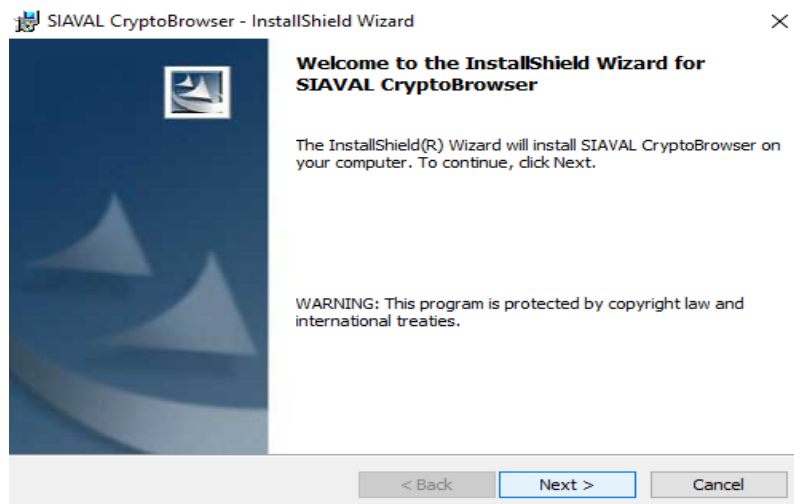 SIAVAL CryptoBrowser - InstallShield Wizard
Welcome to the InstallShield Wizard for
SIAVAL CryptoBrowser
The InstallShield(R) Wizard will install SIAVAL CryptoBrowser on
your computer. To continue, click Next.
WARNING: This program is protected by copyright law and
international treaties.
< Back
Next >
Cancel